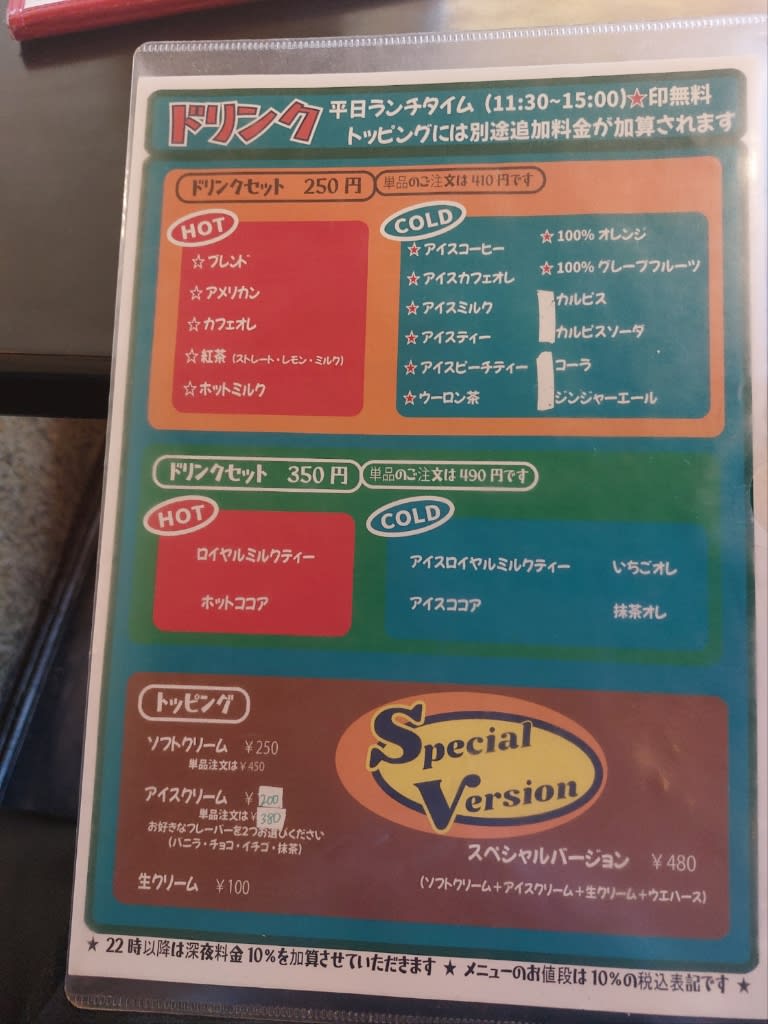 ドリンク 平日ランチタイム (11:30~15:00)★印無料
トッピングには別途追加料金が加算されます
ドリンクセット 250円 単品のご注文は410円です
HOT
☆ブレンド
☆アメリカン
☆カフェオレ
☆紅茶 (ストレート・レモン・ミルク)
☆ホットミルク
COLD
★アイスコーヒー
★アイスカフェオレ
★アイスミルク
★アイスティー
★アイスピーチティー
★ウーロン茶
★100% オレンジ
★100% グレープフルーツ
カルピス
カルピスソーダ
コーラ
ジンジャーエール
ドリンクセット 350円 単品のご注文は490円です
HOT
ロイヤルミルクティー
ホットココア
COLD
アイスロイヤルミルクティー
アイスココア
いちごオレ
抹茶オレ
トッピング
ソフトクリーム ¥250
単品注文は¥450
アイスクリーム ¥200
単品注文は¥380
お好きなフレーバーを2つお選びください
(バニラ・チョコ・イチゴ・抹茶)
生クリーム ¥100
Special
Version
スペシャルバージョン ¥480
(ソフトクリーム+アイスクリーム+生クリーム+ウエハース)
★ 22時以降は深夜料金10%を加算させていただきます ★ メニューのお値段は10%の税込表記です ★